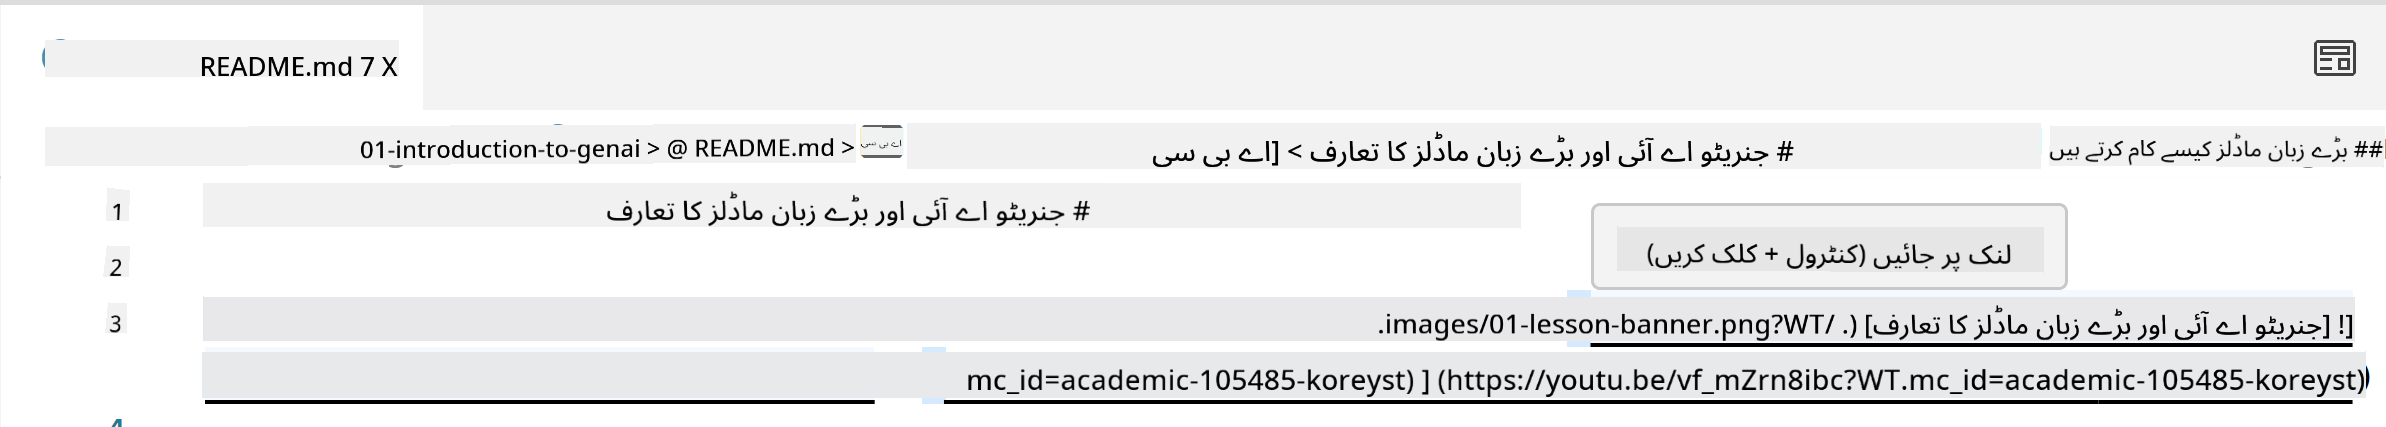 README.md 7 X
01-introduction-to-genai > @ README.md > اے بی سی # جنریٹو اے آئی اور بڑے زبان ماڈلز کا تعارف > [اے بی سی ## بڑے زبان ماڈلز کیسے کام کرتے ہیں
1 # جنریٹو اے آئی اور بڑے زبان ماڈلز کا تعارف
لنک پر جائیں (کنٹرول + کلک کریں)
2
3 [! [جنریٹو اے آئی اور بڑے زبان ماڈلز کا تعارف] (. /images/01-lesson-banner.png?WT.
mc_id=academic-105485-koreyst) ] (https://youtu.be/vf_mZrn8ibc?WT.mc_id=academic-105485-koreyst)